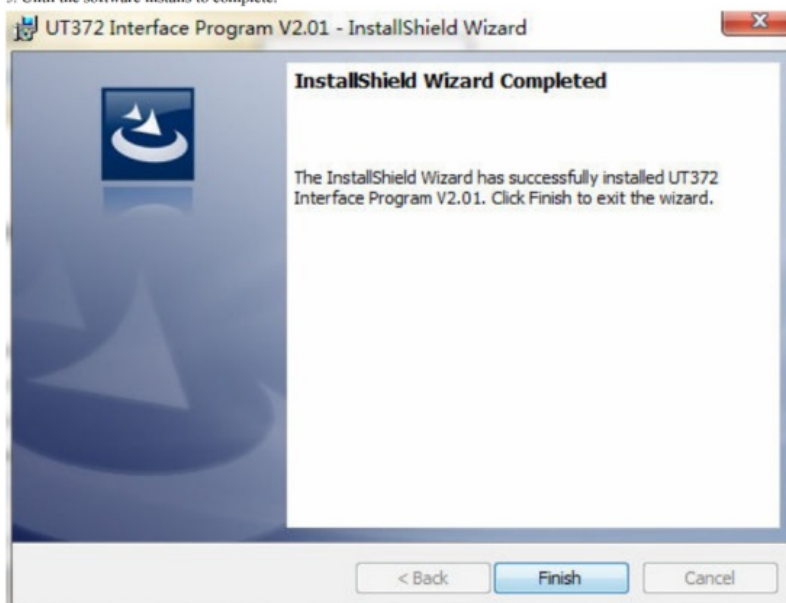 UT372 Interface Program V2.01 - InstallShield Wizard
InstallShield Wizard Completed
The InstallShield Wizard has successfully installed UT372
Interface Program V2.01. Click Finish to exit the wizard.
< Back
Finish
Cancel